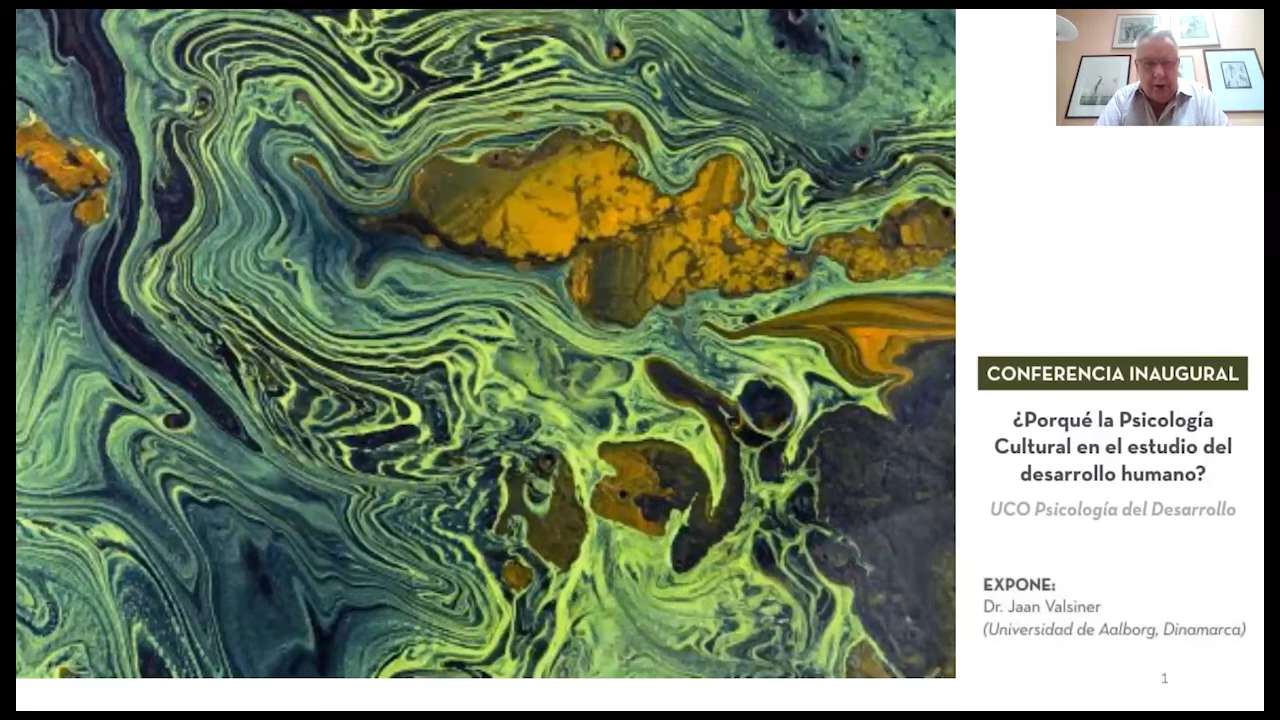 CONFERENCIA INAUGURAL
¿Porqué la Psicología
Cultural en el estudio del
desarrollo humano?
UCO Psicología del Desarrollo
EXPONE:
Dr. Jaan Valsiner
(Universidad de Aalborg, Dinamarca)
1